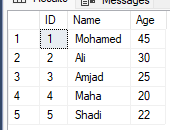 Results Messages
ID Name Age
1 1 Mohamed 45
2 2 Ali 30
3 3 Amjad 25
4 4 Maha 20
5 5 Shadi 22